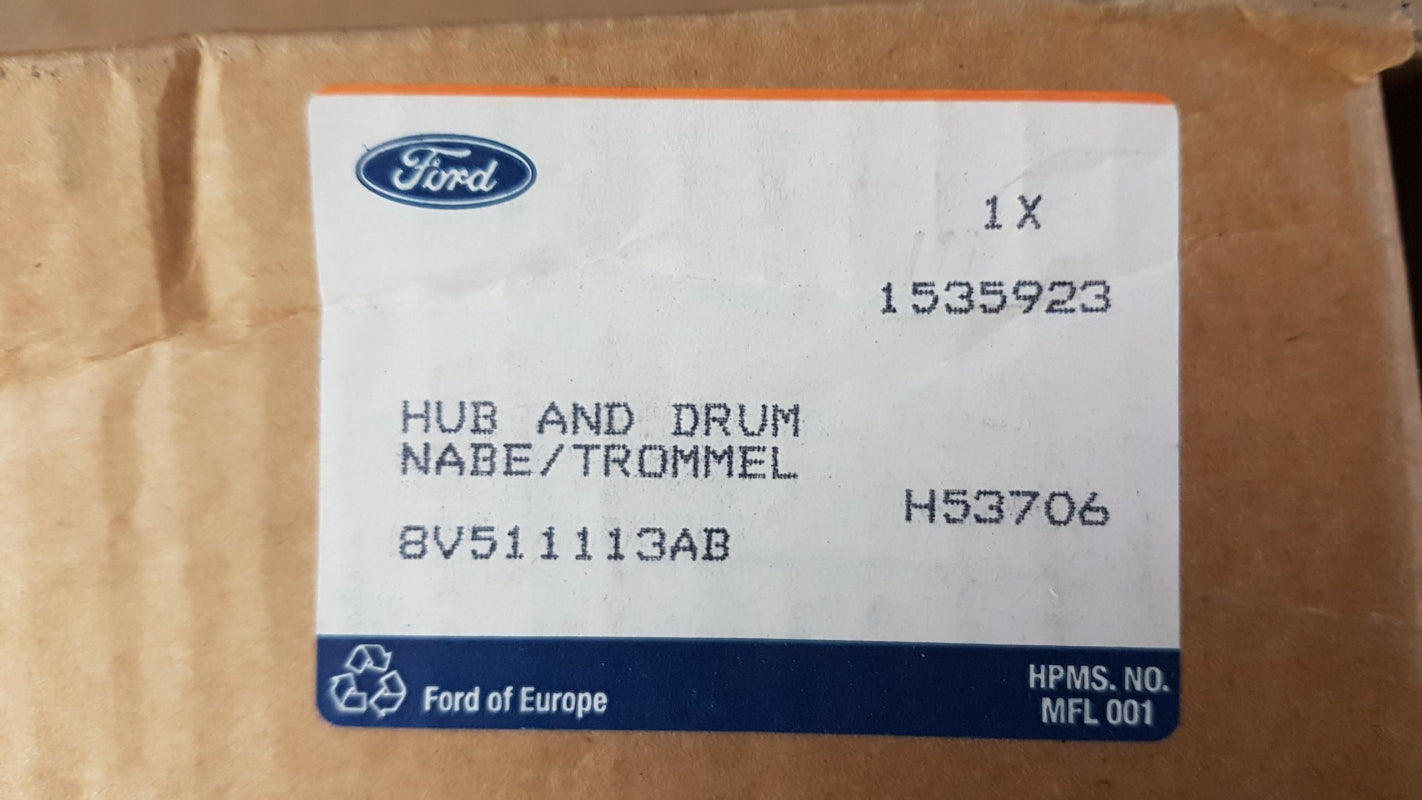 Ford
1X
1535923
HUB AND DRUM
NABE/TROMMEL
H53706
8V511113AB
Ford of Europe
HPMS. NO.
MFL 001